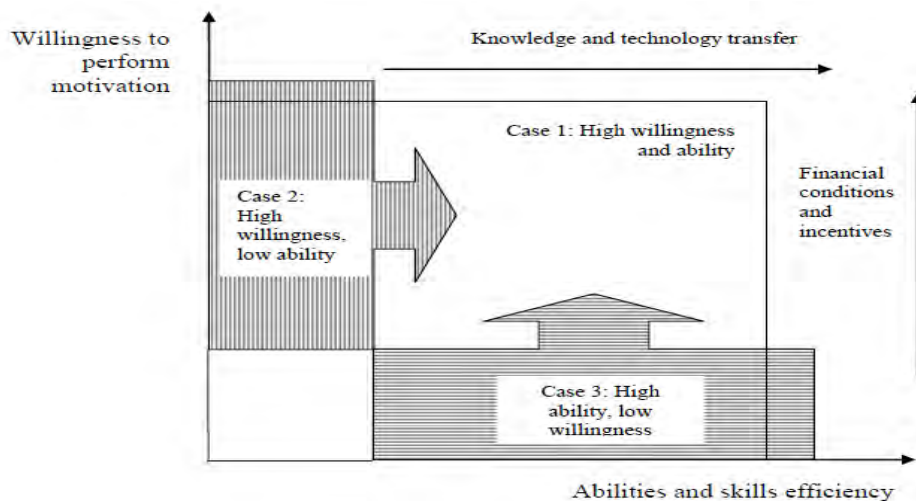 Willingness to
perform
motivation
Knowledge and technology transfer
Case 1: High willingness
and ability
Case 2:
High
willingness,
low ability
Financial
conditions
and
incentives
Case 3: High
ability, low
willingness
Abilities and skills efficiency